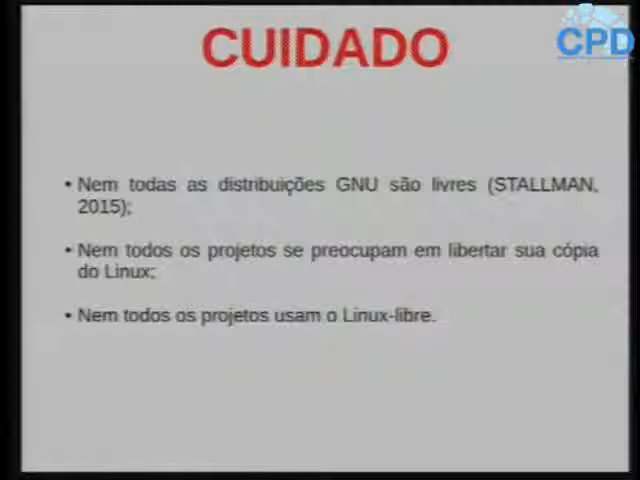 CUIDADO
CPD
• Nem todas as distribuições GNU são livres (STALLMAN,
2015);
• Nem todos os projetos se preocupam em libertar sua cópia
do Linux;
• Nem todos os projetos usam o Linux-libre.